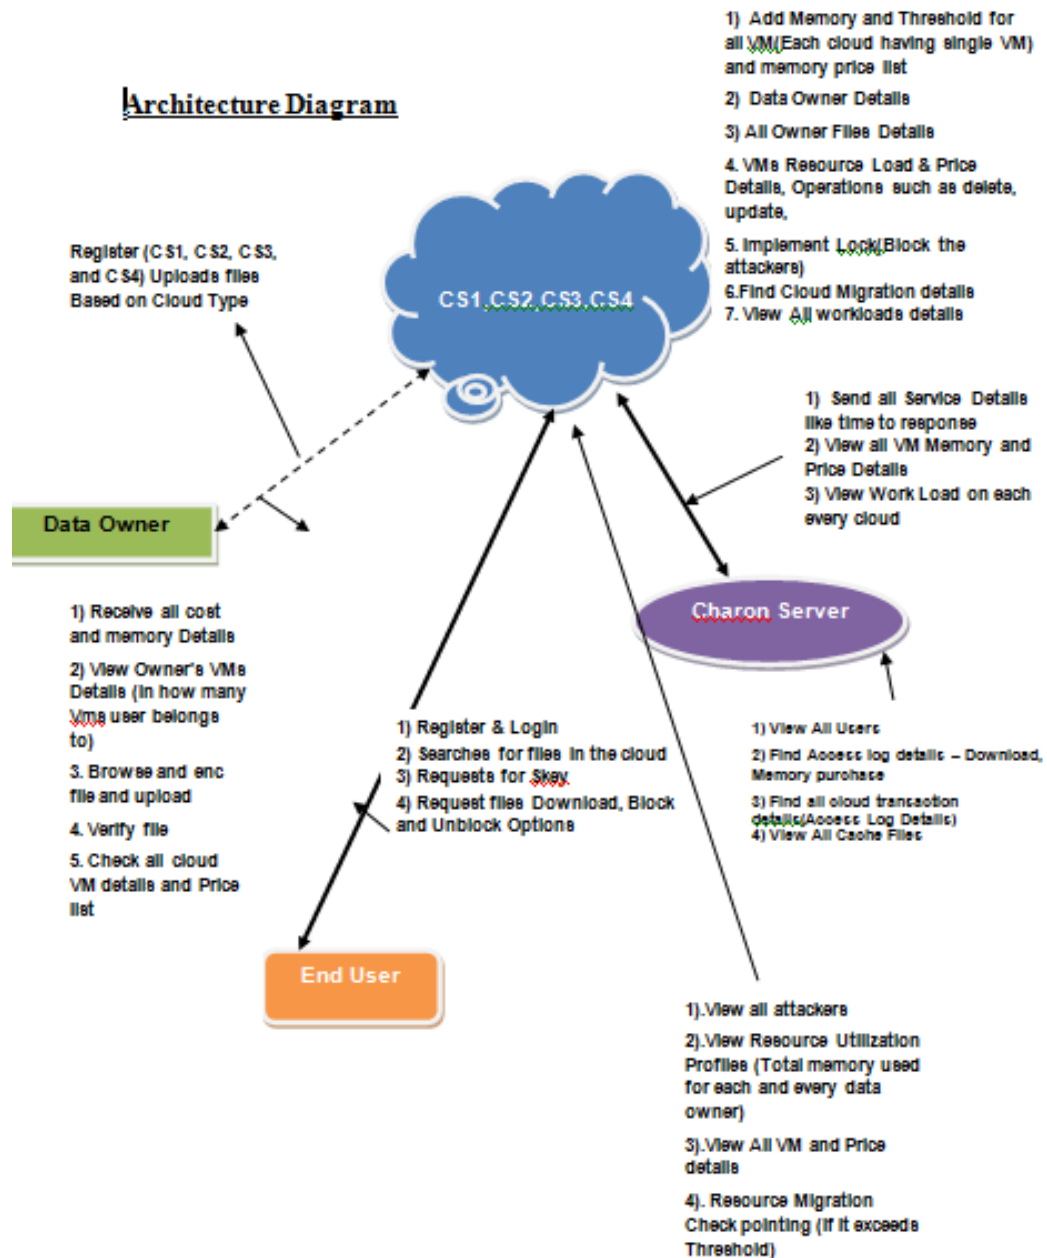 1) Add Memory and Threshold for
all VM(Each cloud having single VM)
and memory price list
2) Data Owner Details
3) All Owner Files Details
4. VMs Resource Load & Price
Details, Operations such as delete,
update,
5. Implement Lock(Block the
attackers)
6.Find Cloud Migration details
7. View All workloads details
Architecture Diagram
Register (CS1, CS2, CS3,
and CS4) Uploads files
Based on Cloud Type
CS1,CS2,CS3,CS4
1) Send all Service Details
like time to response
2) View all VM Memory and
Price Details
3) View Work Load on each
every cloud
Data Owner
Charon Server
1) Receive all cost
and memory Details
2) View Owner's VMs
Details (in how many
Vms user belongs
to)
3. Browse and enc
file and upload
4. Verify file
5. Check all cloud
VM details and Price
list
1) Register & Login
2) Searches for files in the cloud
3) Requests for Skey
4) Request files Download, Block
and Unblock Options
1) View All Users
2) Find Access log details – Download,
Memory purchase
3) Find all cloud transaction
details(Access Log Details)
4) View All Cache Files
End User
1).View all attackers
2).View Resource Utilization
Profiles (Total memory used
for each and every data
owner)
3).View All VM and Price
details
4). Resource Migration
Check pointing (if it exceeds
Threshold)